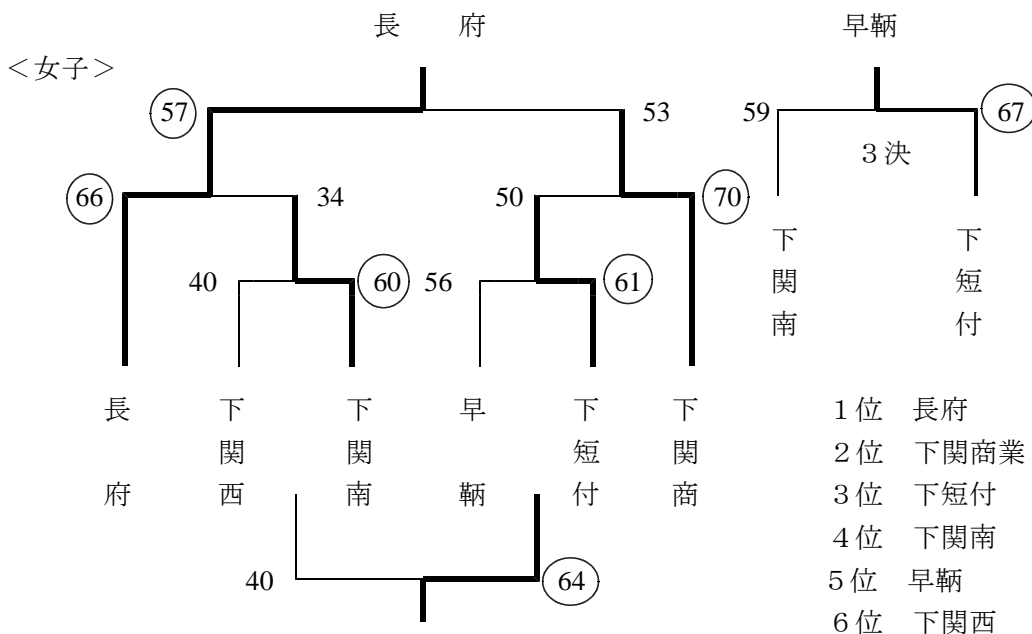 長府
早鞆
＜女子＞
57
53
59
67
3決
66
34
50
70
下関南
下短付
40
60
56
61
長府
下関西
下関南
早鞆
下短付
下関商
1位　長府
2位　下関商業
3位　下短付
4位　下関南
5位　早鞆
6位　下関西
40
64